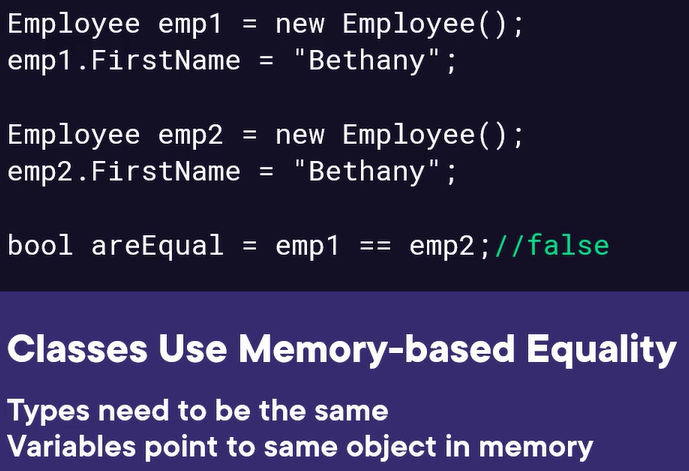 Employee emp1 = new Employee();
emp1.FirstName = "Bethany";
Employee emp2 = new Employee();
emp2.FirstName = "Bethany";
bool areEqual = emp1 == emp2;//false
Classes Use Memory-based Equality
Types need to be the same
Variables point to same object in memory